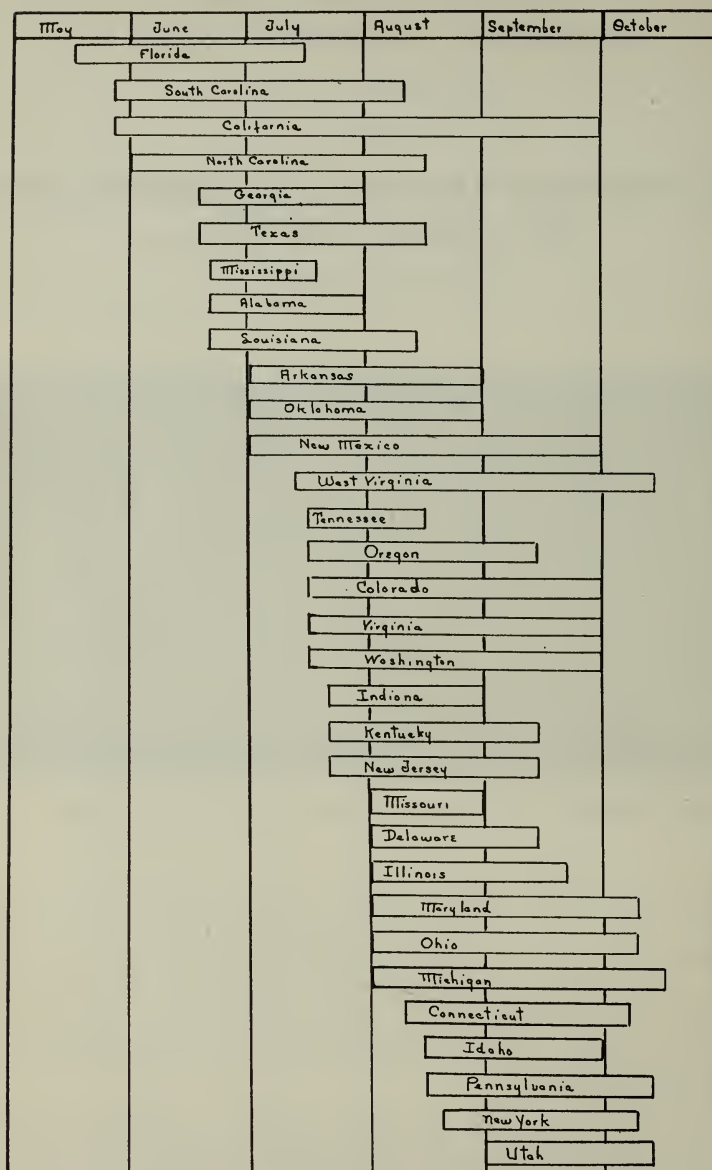 May June July August September October
Florida
South Carolina
California
North Carolina
Georgia
Texas
Mississippi
Alabama
Louisiana
Arkansas
Oklahoma
New Mexico
West Virginia
Tennessee
Oregon
Colorado
Virginia
Washington
Indiana
Kentucky
New Jersey
Missouri
Delaware
Illinois
Maryland
Ohio
Michigan
Connecticut
Idaho
Pennsylvania
New York
Utah